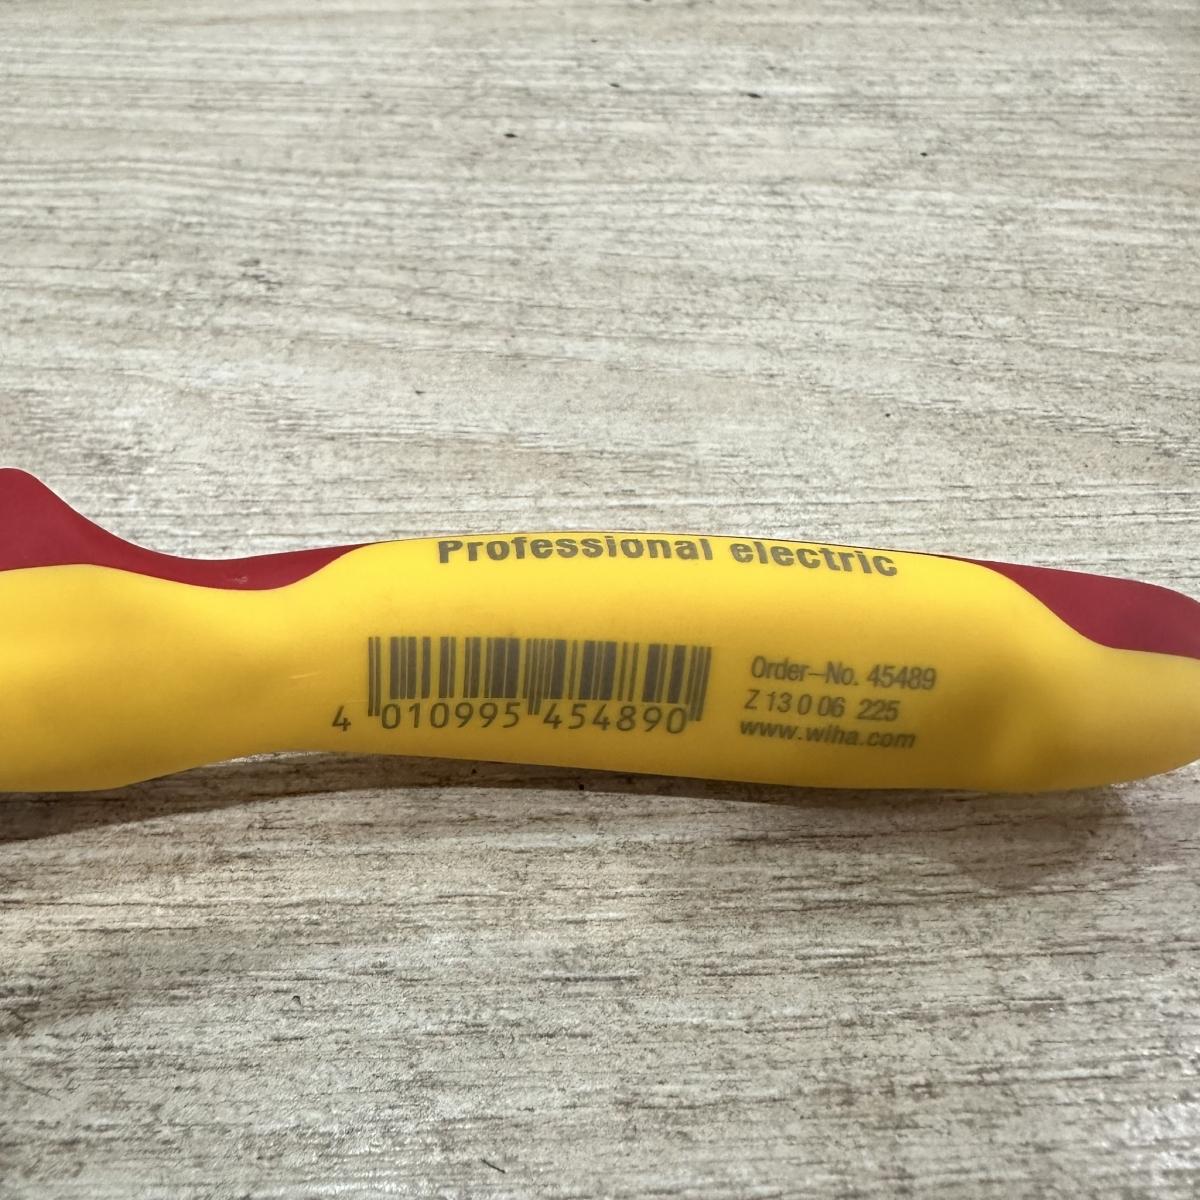 Professional electric
4 010995 454890
Order-No. 45489
Z 13 0 06 225
www.wiha.com